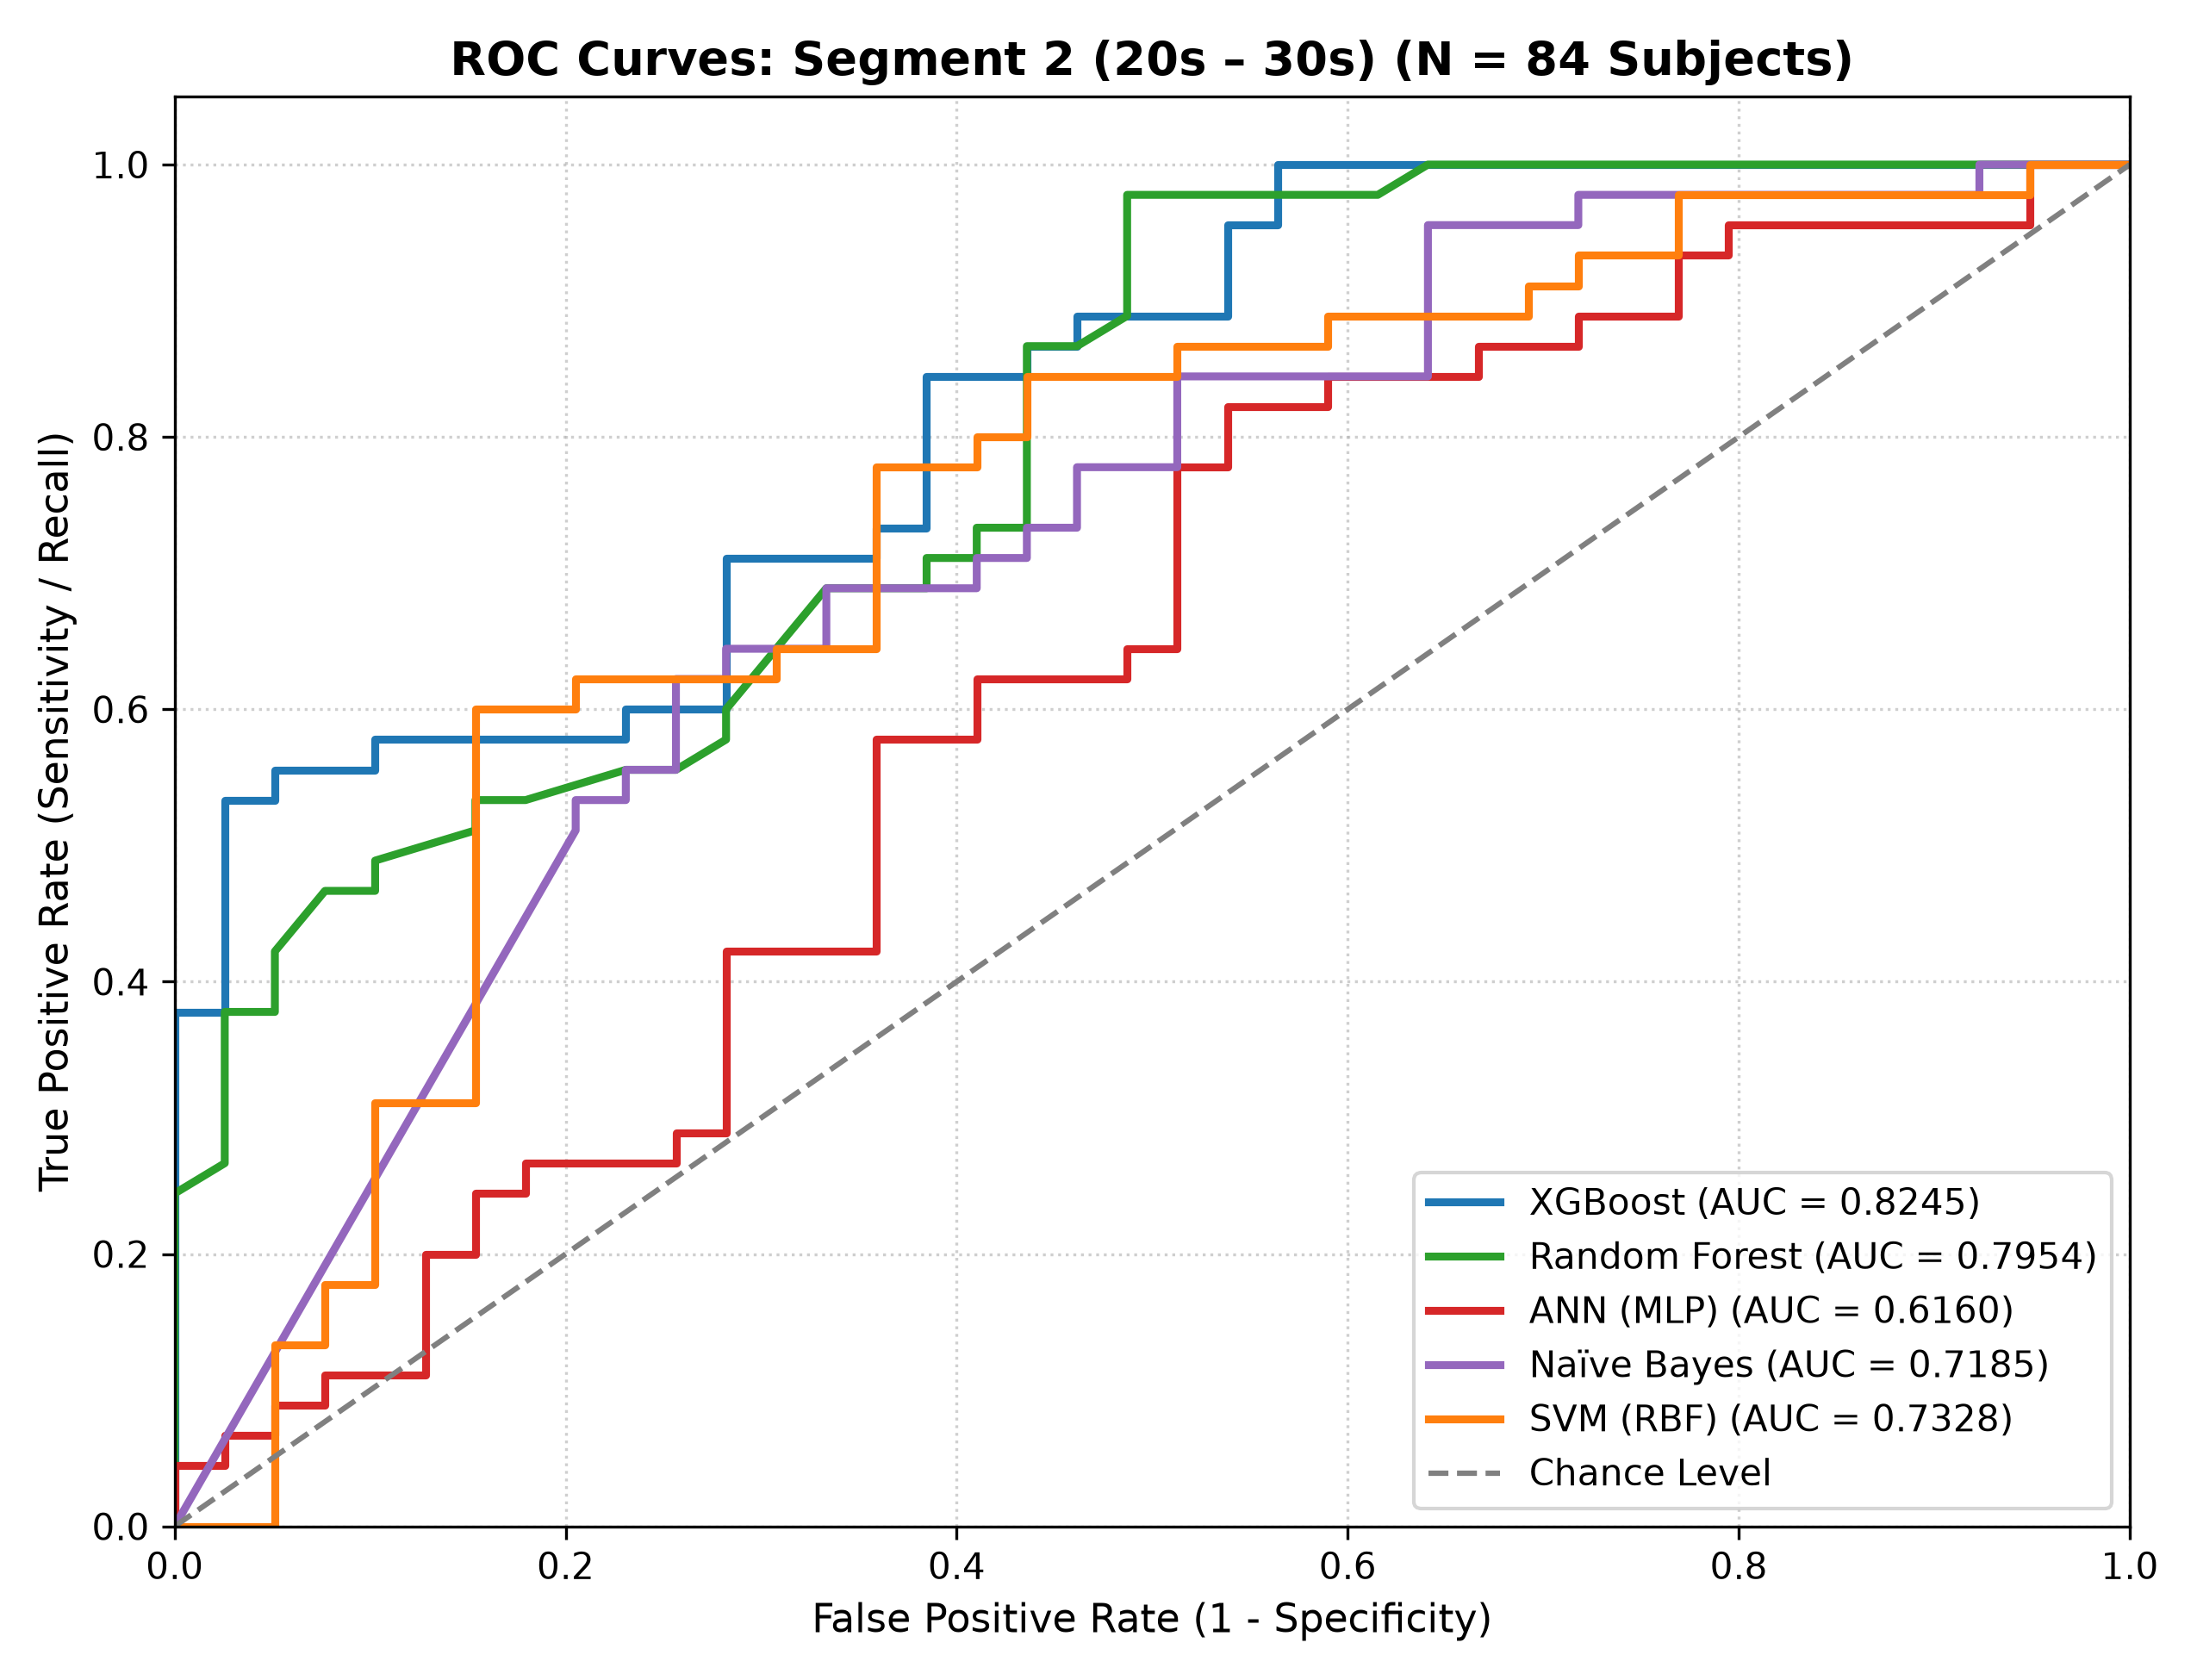 ROC Curves: Segment 2 (20s – 30s) (N = 84 Subjects)
True Positive Rate (Sensitivity / Recall)
1.0
0.8
0.6
0.4
0.2
0.0
0.0 0.2 0.4 0.6 0.8 1.0
False Positive Rate (1 - Specificity)
XGBoost (AUC = 0.8245)
Random Forest (AUC = 0.7954)
ANN (MLP) (AUC = 0.6160)
Naïve Bayes (AUC = 0.7185)
SVM (RBF) (AUC = 0.7328)
Chance Level